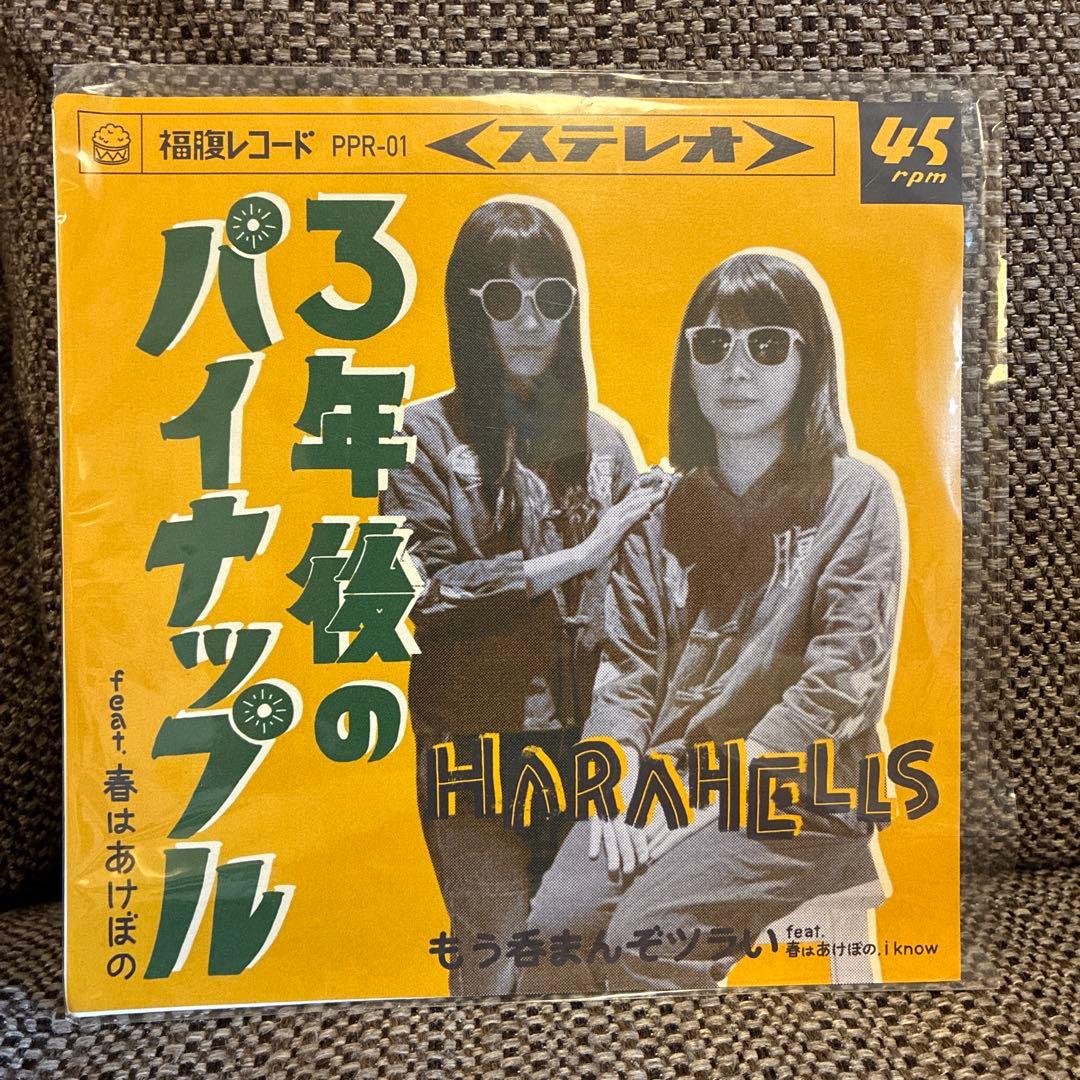 福腹レコード PPR-01 <ステレオ>
45
rpm
3年後の
パイナップル
feat.春はあけぼの
HARAHELLS
もう呑まんぞツラい
feat.
春はあけぼの,i know